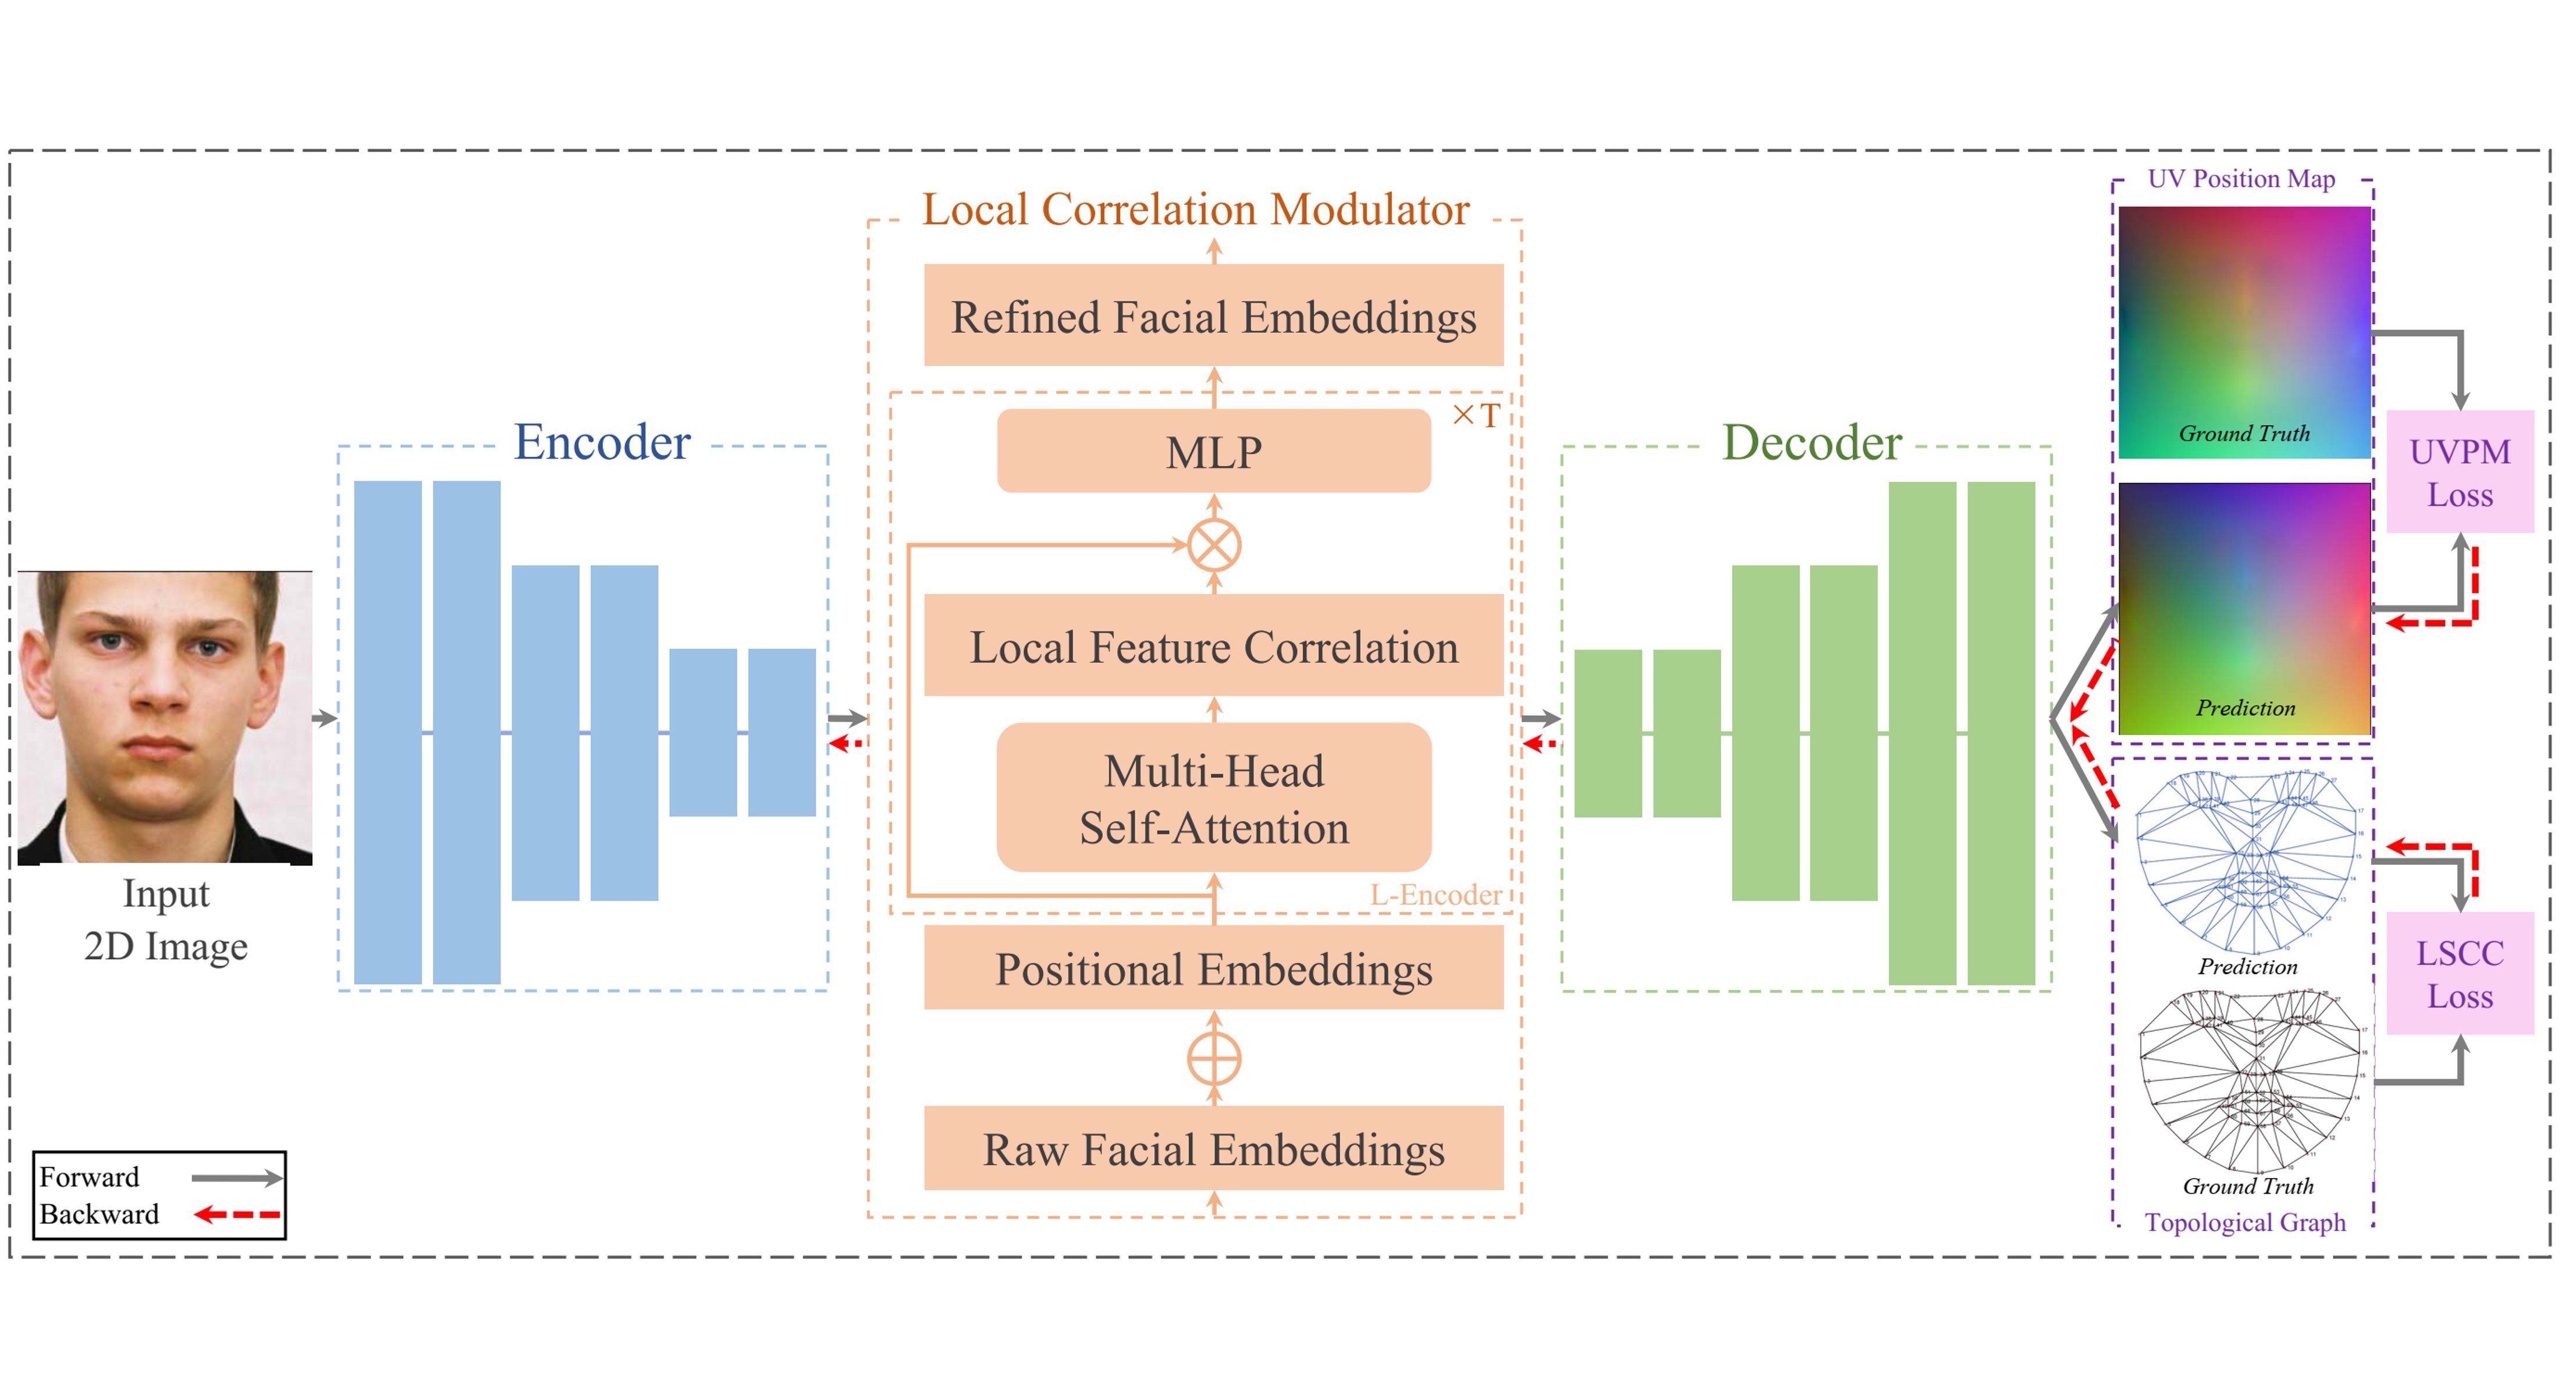 Input
2D Image
Forward
Backward
Encoder
Local Correlation Modulator
Refined Facial Embeddings
×T
MLP
Local Feature Correlation
Multi-Head
Self-Attention
L-Encoder
Positional Embeddings
Raw Facial Embeddings
Decoder
UV Position Map
Ground Truth
Prediction
UVPM
Loss
Prediction
Ground Truth
Topological Graph
LSCC
Loss